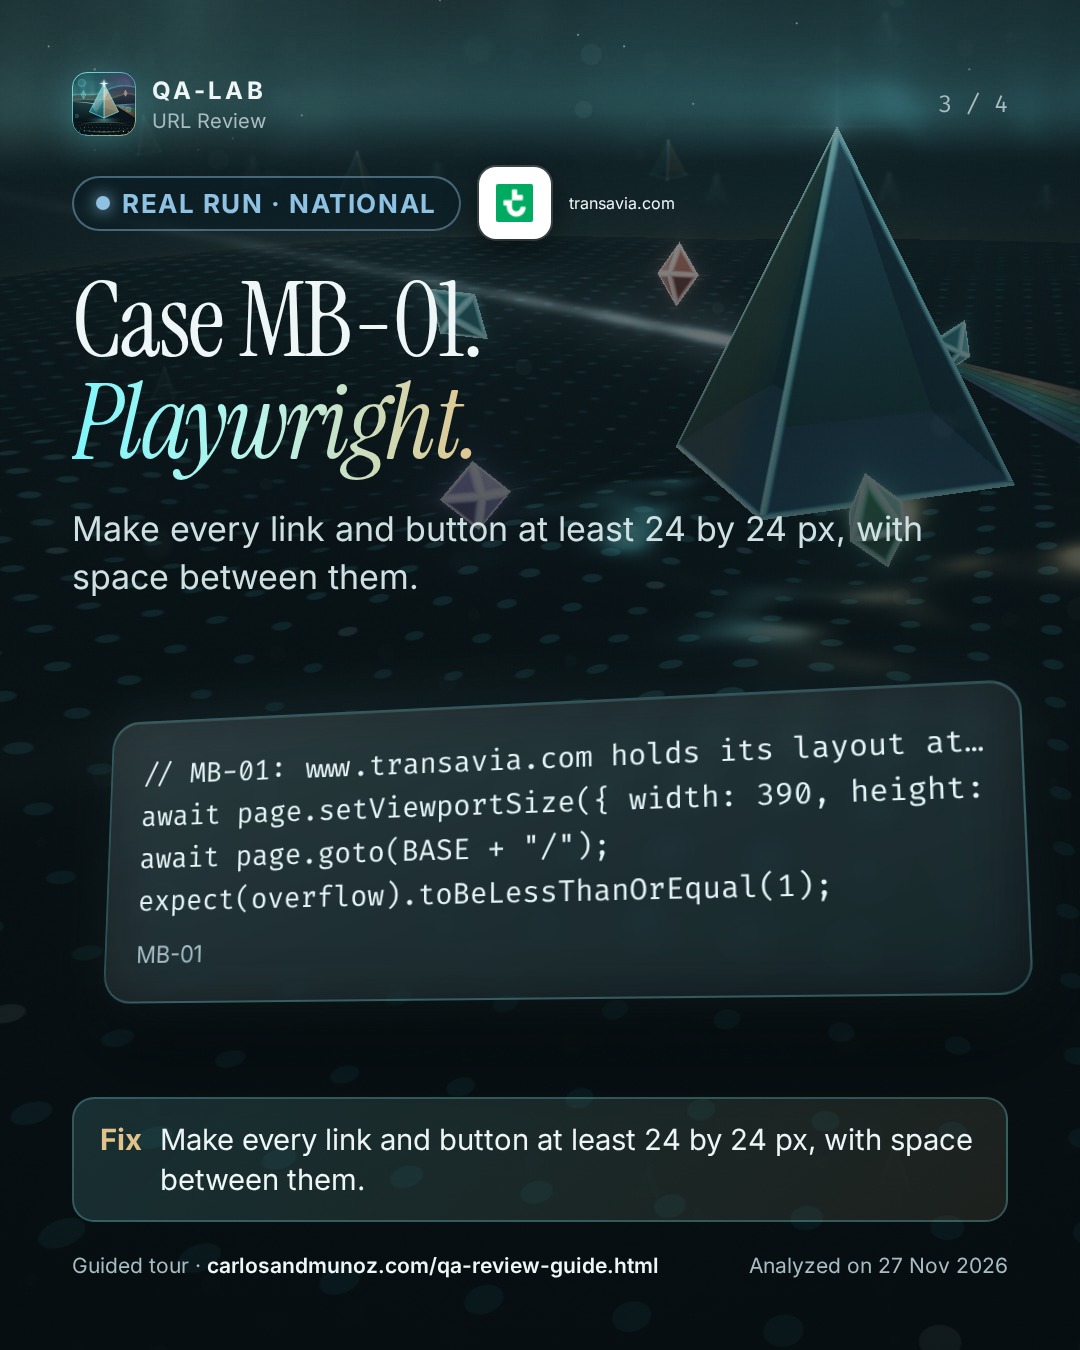 QA-LAB
URL Review
3 / 4
REAL RUN · NATIONAL
transavia.com
Case MB-01.
Playwright.
Make every link and button at least 24 by 24 px, with
space between them.
// MB-01: www.transavia.com holds its layout at…
await page.setViewportSize({ width: 390, height:
await page.goto(BASE + "/");
expect(overflow).toBeLessThanOrEqual(1);
MB-01
Fix Make every link and button at least 24 by 24 px, with space
between them.
Guided tour · carlosandmunoz.com/qa-review-guide.html
Analyzed on 27 Nov 2026